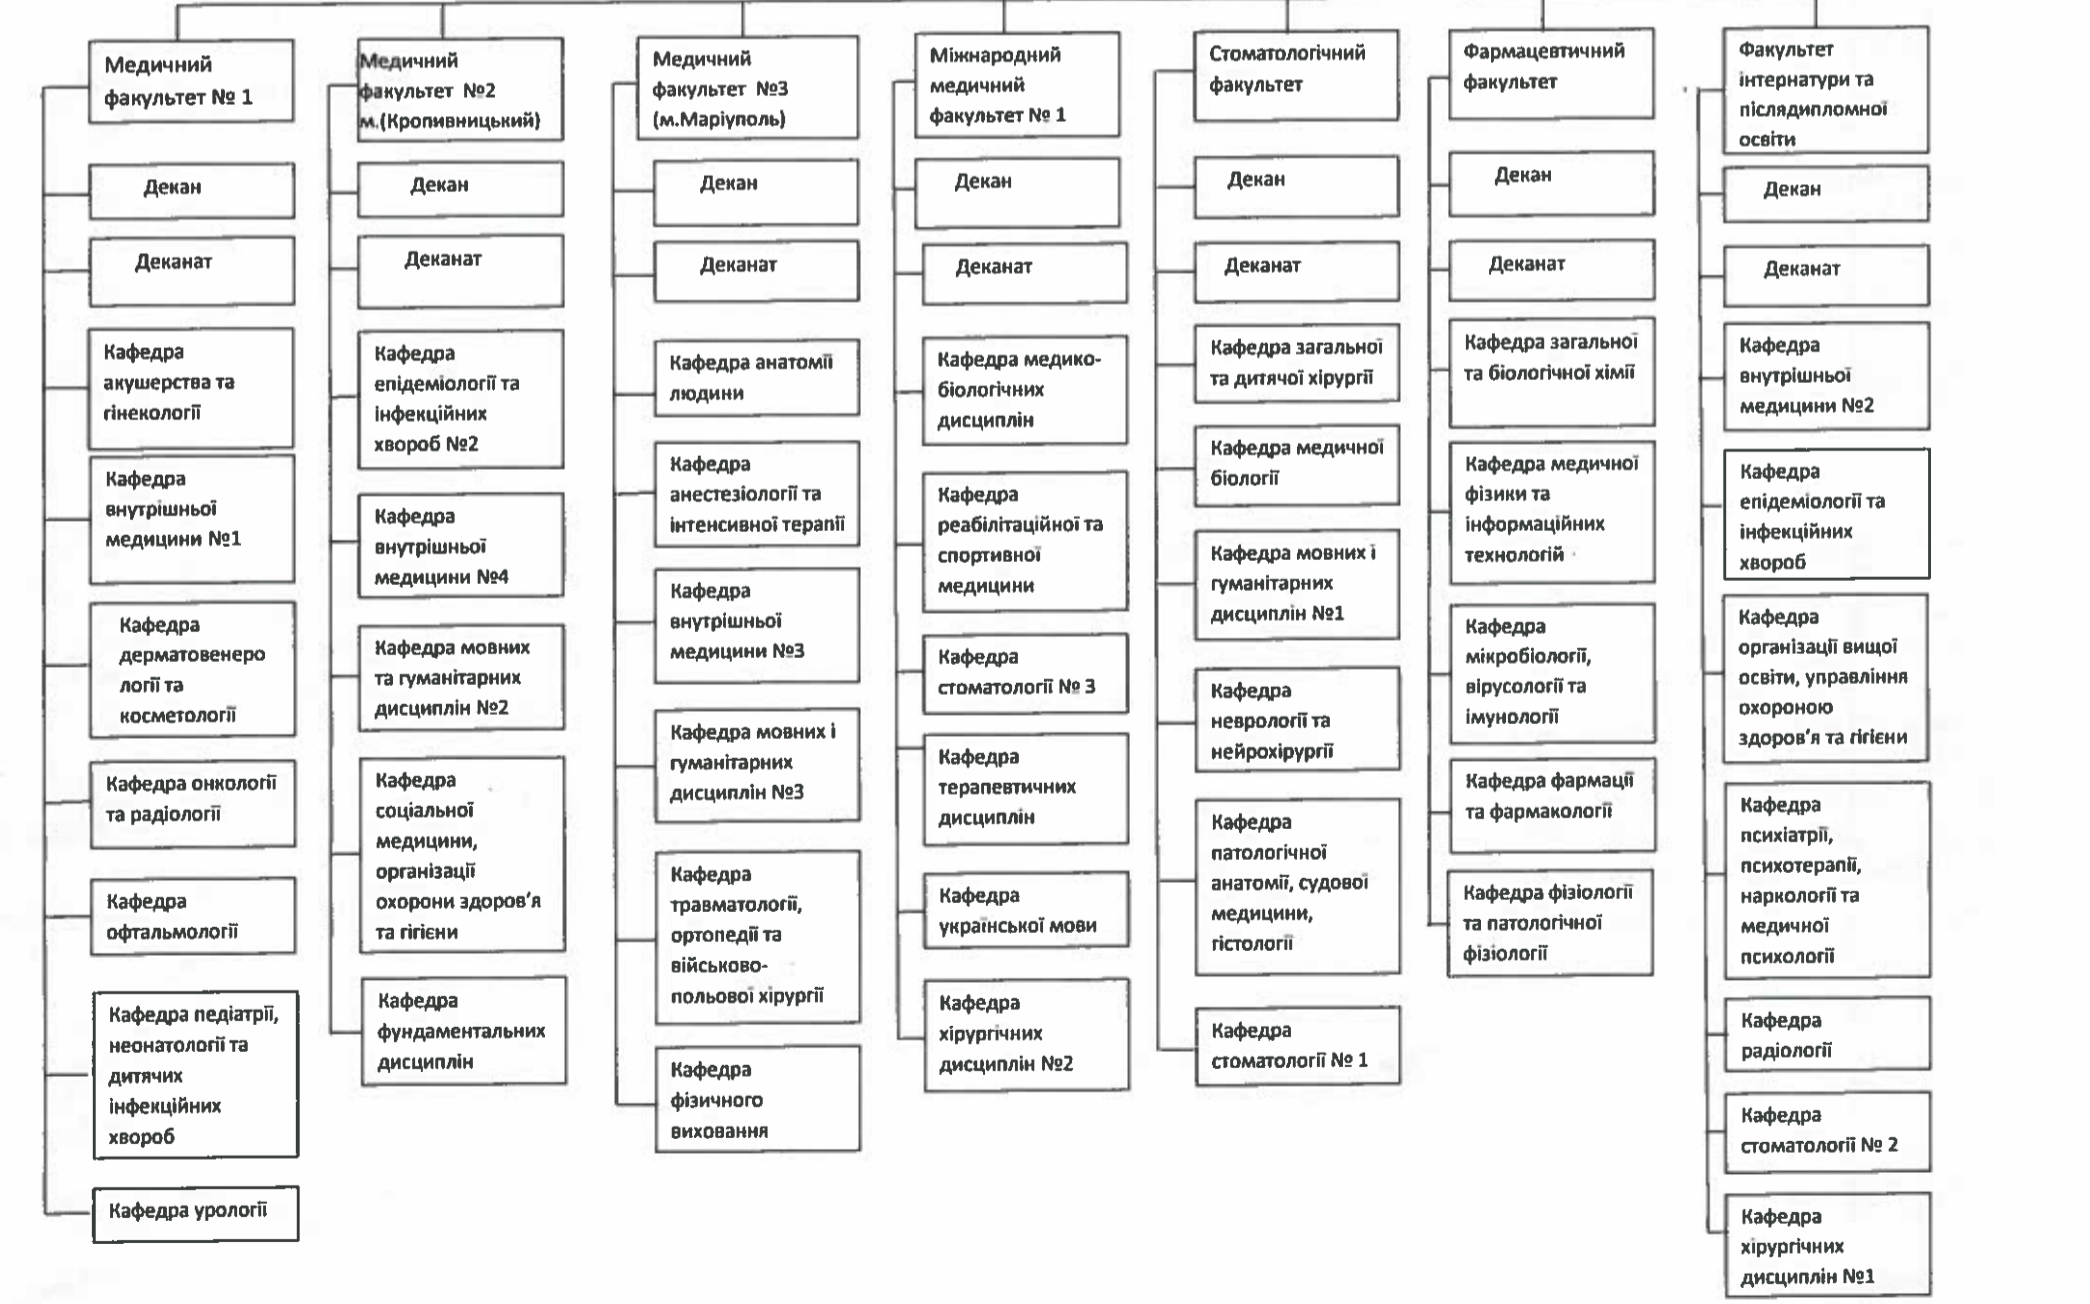 Медичний
факультет № 1
Декан
Деканат
Кафедра
акушерства та
гінекології
Кафедра
внутрішньої
медицини №1
Кафедра
дерматовенеро
логії та
косметології
Кафедра онкології
та радіології
Кафедра
офтальмології
Кафедра педіатрії,
неонатології та
дитячих
інфекційних
хвороб
Кафедра урології
Медичний
факультет №2
м.(Кропивницький)
Декан
Деканат
Кафедра
епідеміології та
інфекційних
хвороб №2
Кафедра
внутрішньої
медицини №4
Кафедра мовних
та гуманітарних
дисциплін №2
Кафедра
соціальної
медицини,
організації
охорони здоров'я
та гігієни
Кафедра
фундаментальних
дисциплін
Медичний
факультет №3
(м.Маріуполь)
Декан
Деканат
Кафедра анатомії
людини
Кафедра
анестезіології та
інтенсивної терапії
Кафедра
внутрішньої
медицини №3
Кафедра мовних і
гуманітарних
дисциплін №3
Кафедра
травматології,
ортопедії та
військово-
польової хірургії
Кафедра
фізичного
виховання
Міжнародний
медичний
факультет № 1
Декан
Деканат
Кафедра медико-
біологічних
дисциплін
Кафедра
реабілітаційної та
спортивної
медицини
Кафедра
стоматології № 3
Кафедра
терапевтичних
дисциплін
Кафедра
української мови
Кафедра
хірургічних
дисциплін №2
Стоматологічний
факультет
Декан
Деканат
Кафедра загальної
та дитячої хірургії
Кафедра медичної
біології
Кафедра мовних і
гуманітарних
дисциплін №1
Кафедра
неврології та
нейрохірургії
Кафедра
патологічної
анатомії, судової
медицини,
гістології
Кафедра
стоматології № 1
Фармацевтичний
факультет
Декан
Деканат
Кафедра загальної
та біологічної хімії
Кафедра медичної
фізики та
інформаційних
технологій
Кафедра
мікробіології,
вірусології та
імунології
Кафедра фармації
та фармакології
Кафедра фізіології
та патологічної
фізіології
Факультет
інтернатури та
післядипломної
освіти
Декан
Деканат
Кафедра
внутрішньої
медицини №2
Кафедра
епідеміології та
інфекційних
хвороб
Кафедра
організації вищої
освіти, управління
охороною
здоров'я та гігієни
Кафедра
психіатрії,
психотерапії,
наркології та
медичної
психології
Кафедра
радіології
Кафедра
стоматології № 2
Кафедра
хірургічних
дисциплін №1